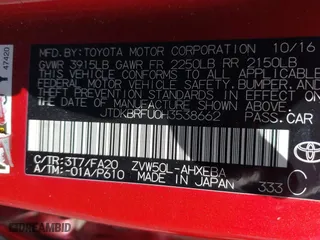 MFD.BY:TOYOTA MOTOR CORPORATION 10/16
GVWR 3915LB GAWR FR 2250LB RR 2150LB
THIS VEHICLE CONFORMS TO ALL APPLICABLE
FEDERAL MOTOR VEHICLE SAFETY, BUMPER, AND
THEFT PREVENTION STANDARDS IN EFFECT ON
THE DATE OF MANUFACTURE SHOWN ABOVE.
JTDKBRFU0H3538662 PASS.CAR
C/TR:3T7/FA20 ZVW50L-AHXEBA
A/TM:-01A/P610 MADE IN JAPAN 333 C
TOYOTA
47420